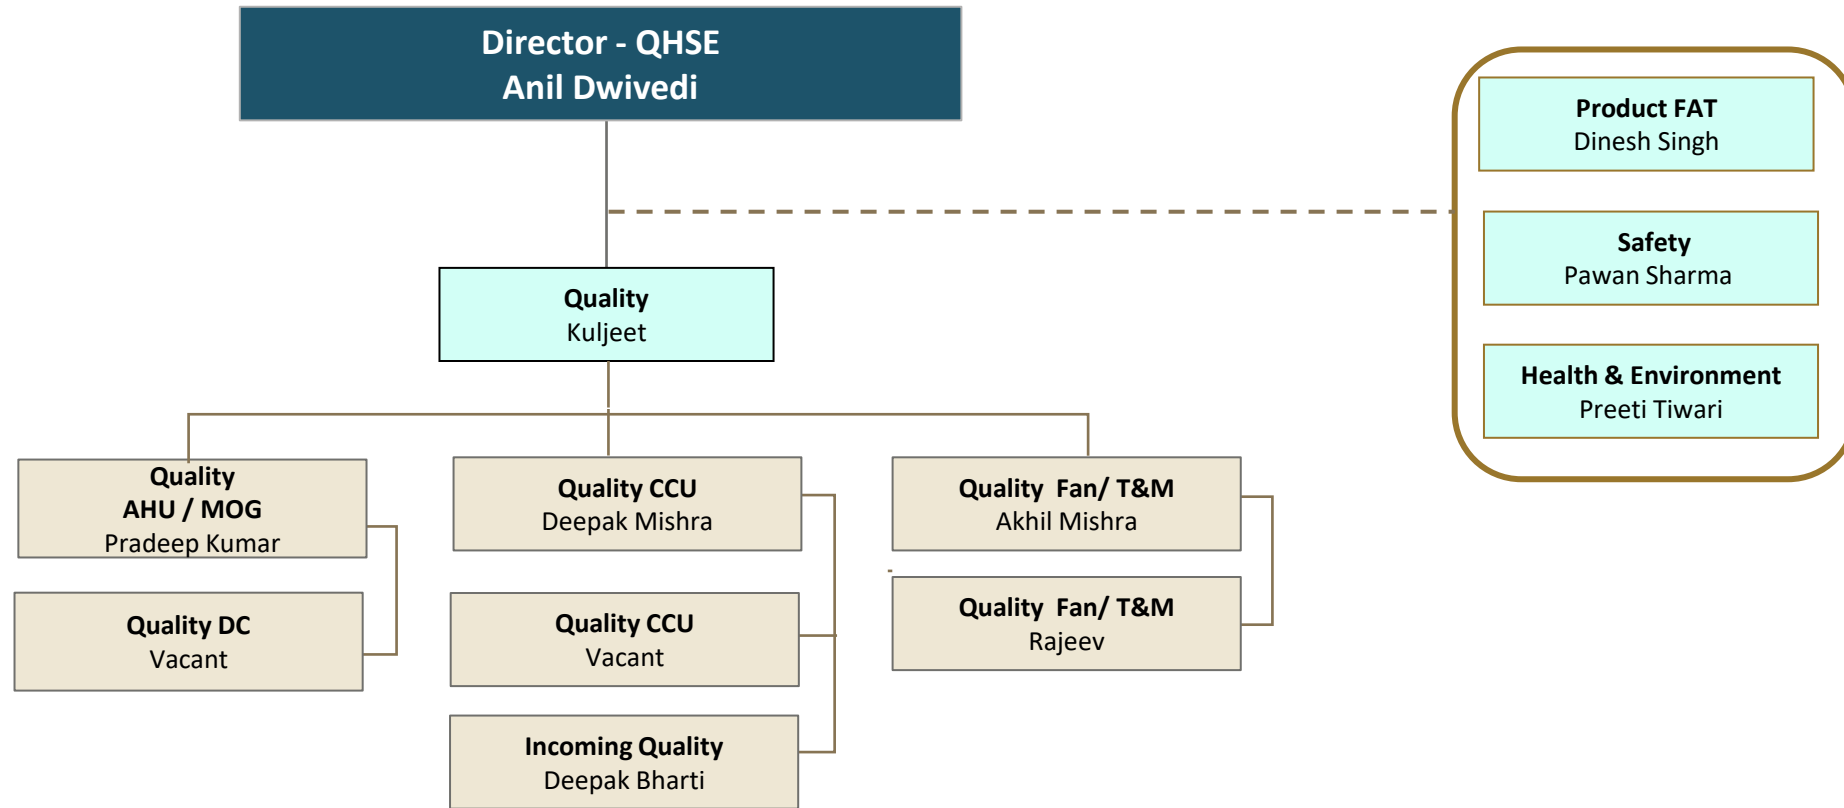 Director - QHSE
Anil Dwivedi
Product FAT
Dinesh Singh
Safety
Pawan Sharma
Health & Environment
Preeti Tiwari
Quality
Kuljeet
Quality
AHU / MOG
Pradeep Kumar
Quality DC
Vacant
Quality CCU
Deepak Mishra
Quality CCU
Vacant
Incoming Quality
Deepak Bharti
Quality  Fan/ T&M
Akhil Mishra
-
Quality  Fan/ T&M
Rajeev